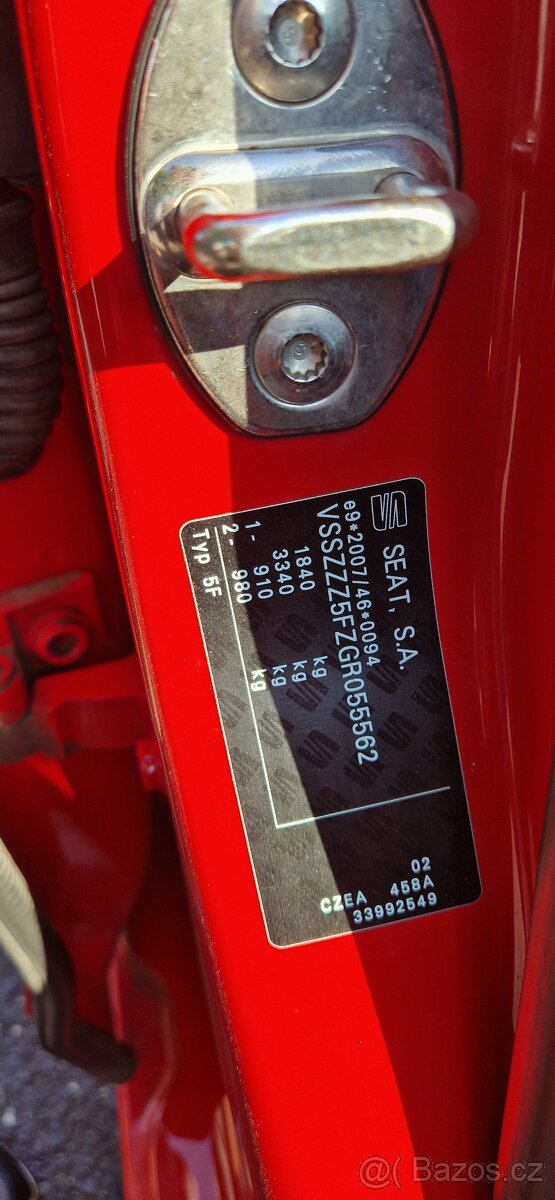 SEAT, S.A.
e9*2007/46*0094
VSSZZZ5FZGR055562
1840 kg
3340 kg
1- 910 kg
2- 980 kg
Typ 5F
02
CZEA 458A
33992549
@ Bazos.cz